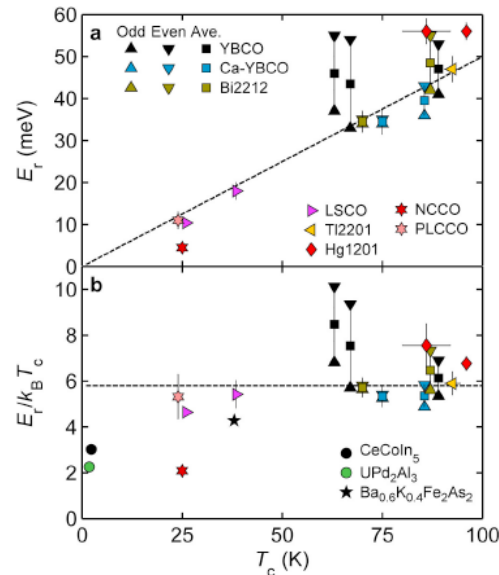 a
Odd Even Ave.
YBCO
Ca-YBCO
Bi2212
LSCO
Tl2201
Hg1201
NCCO
PLCCO
60
50
40
30
20
10
0
E_r
(meV)
b
10
8
6
4
2
0
E_r/k_BT_c
CeCoIn₅
UPd₂Al₃
Ba₀.₆K₀.₄Fe₂As₂
0 25 50 75 100
T_c (K)